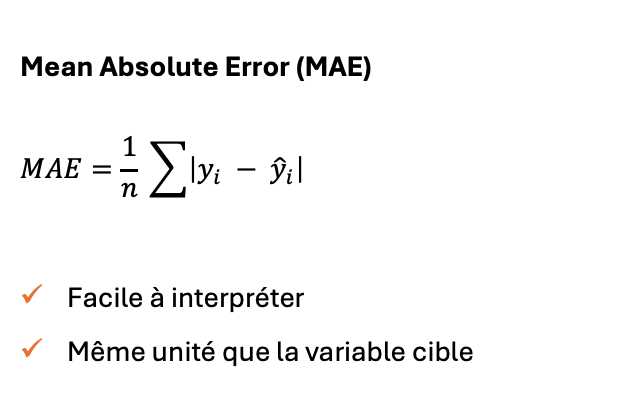 Mean Absolute Error (MAE)
MAE = 1/n ∑|yᵢ − ŷᵢ|
✓ Facile à interpréter
✓ Même unité que la variable cible